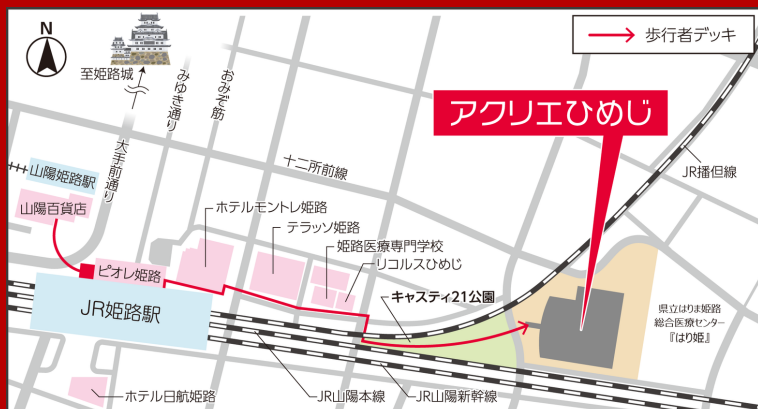 N
歩行者デッキ
至姫路城
みゆき通り
おみぞ筋
大手前通り
アクリエひめじ
十二所前線
JR播但線
山陽姫路駅
山陽百貨店
ホテルモントレ姫路
テラッソ姫路
姫路医療専門学校
リコルスひめじ
ピオレ姫路
キャスティ21公園
JR姫路駅
県立はりま姫路
総合医療センター
『はり姫』
ホテル日航姫路
JR山陽本線
JR山陽新幹線